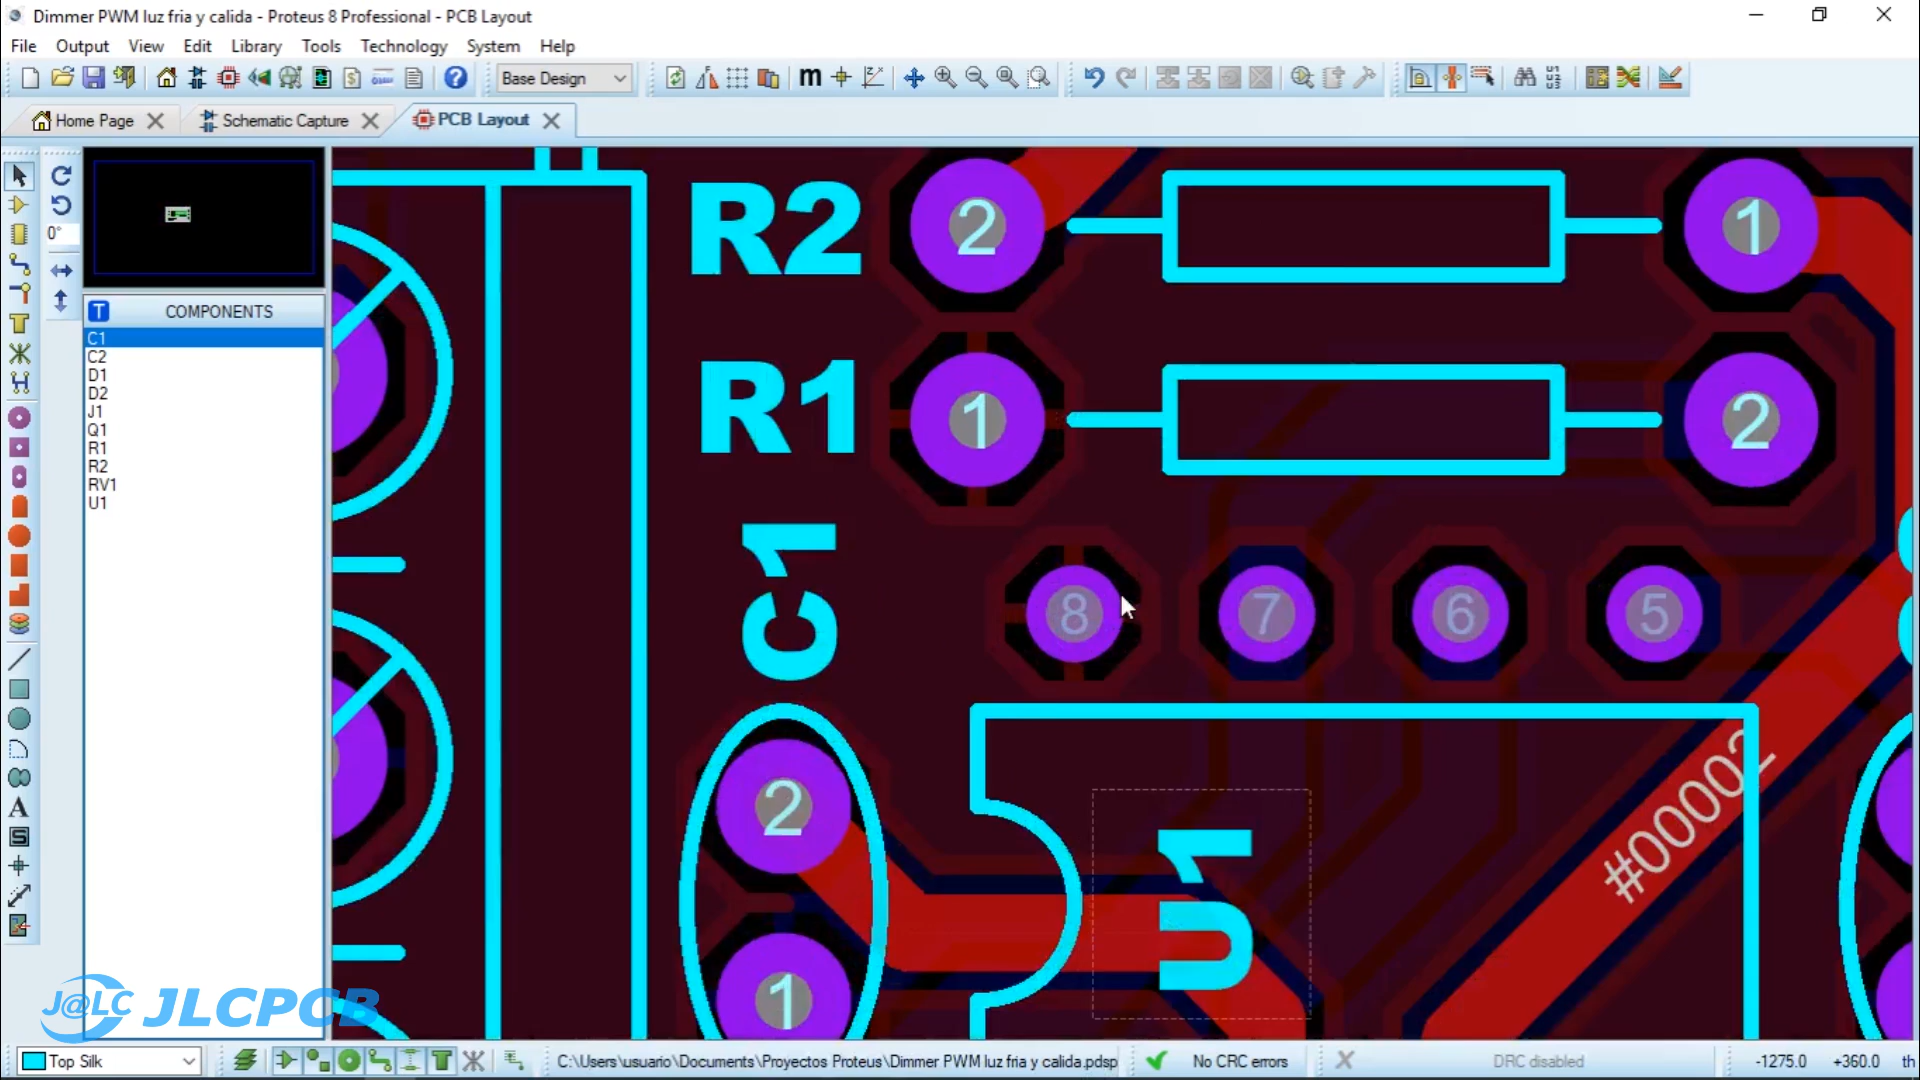 Dimmer PWM luz fria y calida - Proteus 8 Professional - PCB Layout
File Output View Edit Library Tools Technology System Help
Base Design
m
Home Page
Schematic Capture
PCB Layout
0°
T COMPONENTS
C1
C2
D1
D2
J1
Q1
R1
R2
RV1
U1
A
S
R2 2 1
R1 1 2
C1
8 7 6 5
2
1
U1
#00002
J@LC JLCPCB
Top Silk
C:\Users\usuario\Documents\Proyectos Proteus\Dimmer PWM luz fria y calida.pdsp
No CRC errors
DRC disabled
-1275.0 +360.0 th